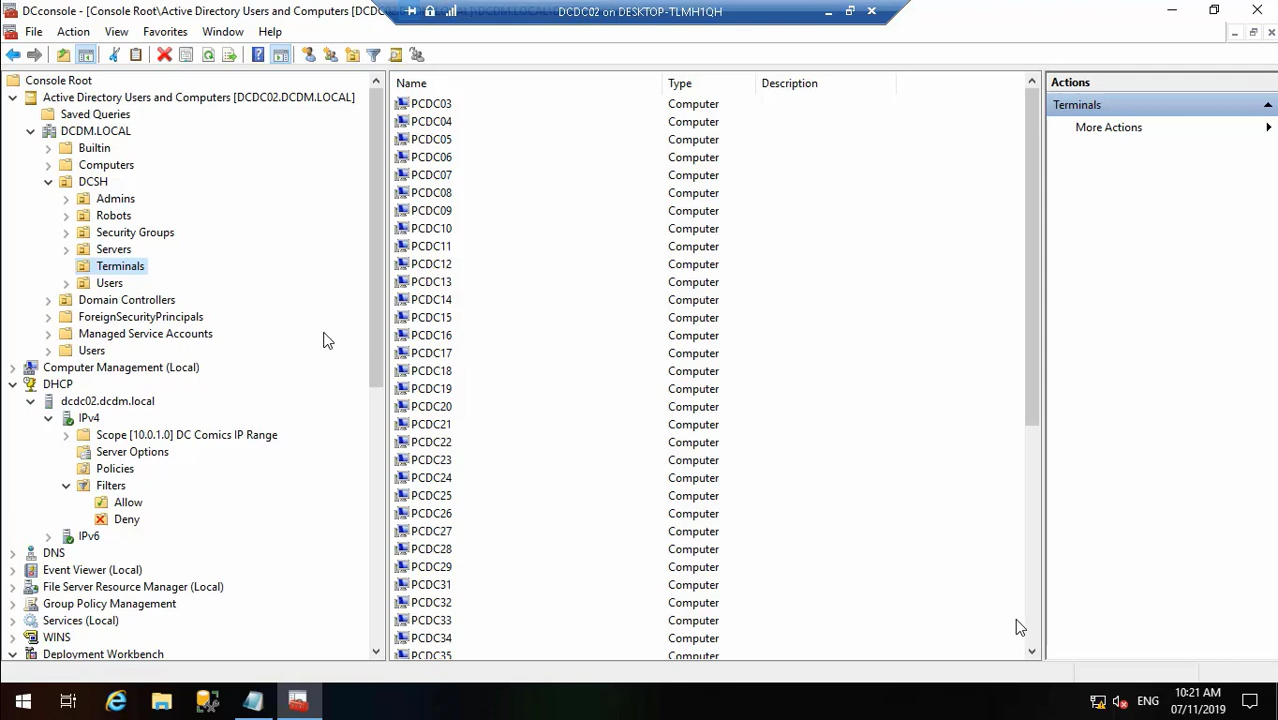 DCconsole - [Console Root\Active Directory Users and Computers [DCDC
DCDC02 on DESKTOP-TLMH1QH
File Action View Favorites Window Help
Console Root
Active Directory Users and Computers [DCDC02.DCDM.LOCAL]
Saved Queries
DCDM.LOCAL
Builtin
Computers
DCSH
Admins
Robots
Security Groups
Servers
Terminals
Users
Domain Controllers
ForeignSecurityPrincipals
Managed Service Accounts
Users
Computer Management (Local)
DHCP
dcdc02.dcdm.local
IPv4
Scope [10.0.1.0] DC Comics IP Range
Server Options
Policies
Filters
Allow
Deny
IPv6
DNS
Event Viewer (Local)
File Server Resource Manager (Local)
Group Policy Management
Services (Local)
WINS
Deployment Workbench
Name Type Description
PCDC03 Computer
PCDC04 Computer
PCDC05 Computer
PCDC06 Computer
PCDC07 Computer
PCDC08 Computer
PCDC09 Computer
PCDC10 Computer
PCDC11 Computer
PCDC12 Computer
PCDC13 Computer
PCDC14 Computer
PCDC15 Computer
PCDC16 Computer
PCDC17 Computer
PCDC18 Computer
PCDC19 Computer
PCDC20 Computer
PCDC21 Computer
PCDC22 Computer
PCDC23 Computer
PCDC24 Computer
PCDC25 Computer
PCDC26 Computer
PCDC27 Computer
PCDC28 Computer
PCDC29 Computer
PCDC31 Computer
PCDC32 Computer
PCDC33 Computer
PCDC34 Computer
PCDC35 Computer
Actions
Terminals
More Actions
ENG
10:21 AM
07/11/2019